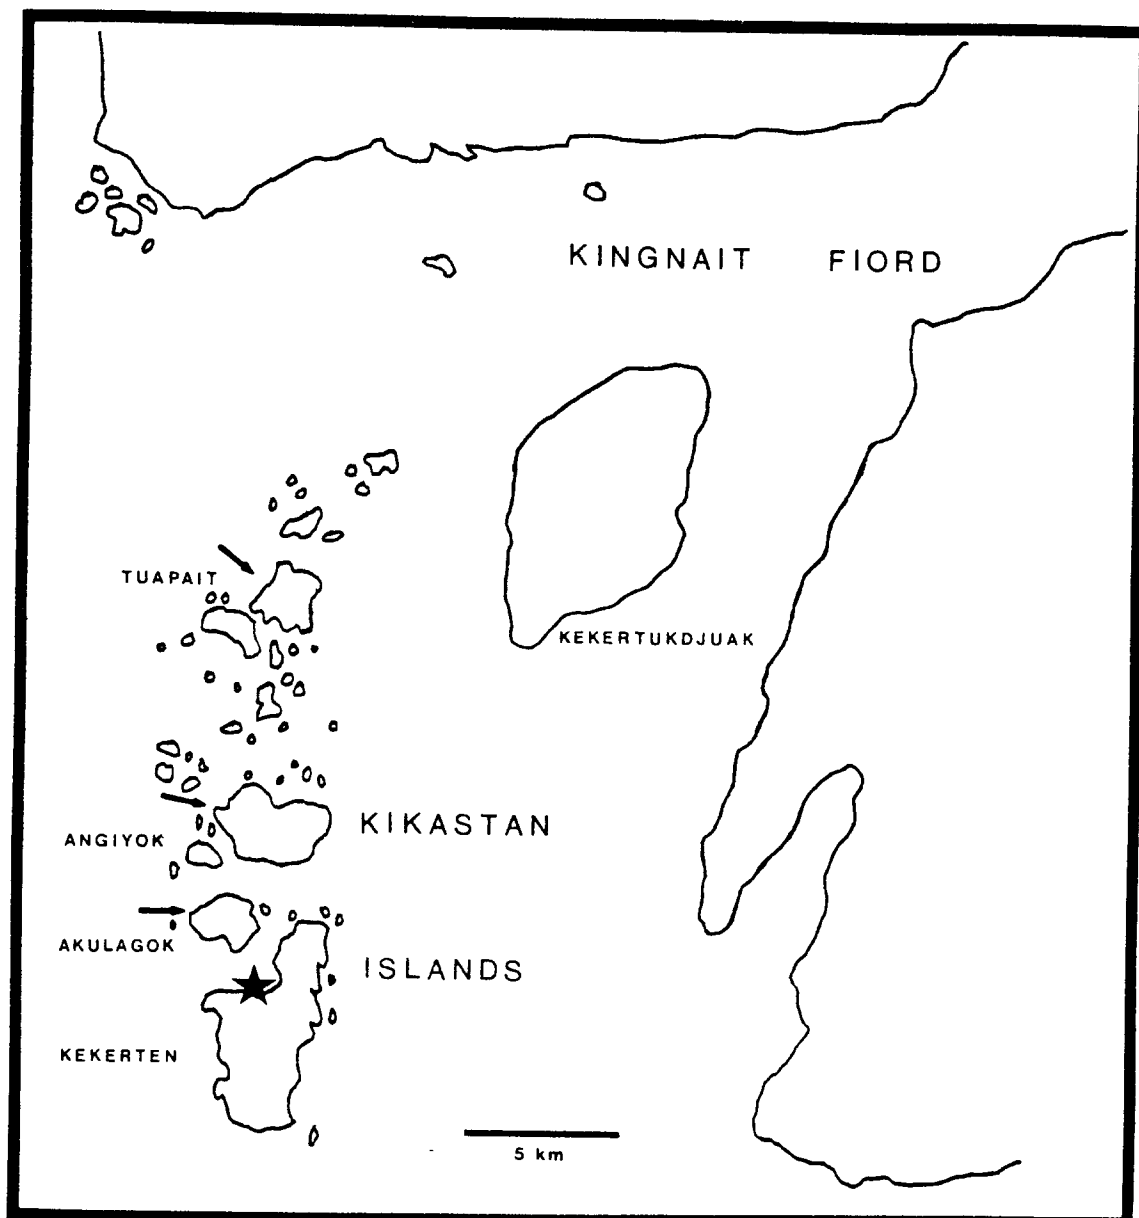 KINGNAIT FIORD
TUAPAIT
KEKERTUKDJUAK
KIKASTAN
ANGIYOK
AKULAGOK
ISLANDS
KEKERTEN
5 km